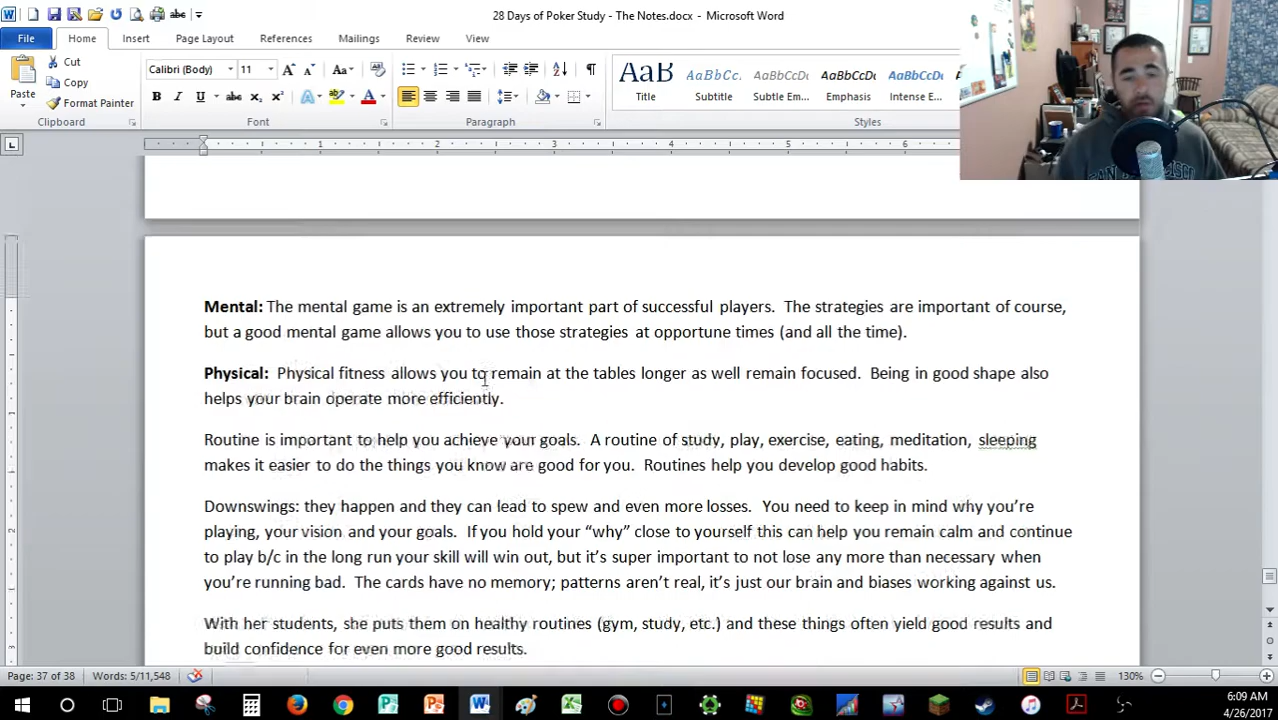 28 Days of Poker Study - The Notes.docx - Microsoft Word
File Home Insert Page Layout References Mailings Review View
Paste
Cut
Copy
Format Painter
Clipboard
Calibri (Body) 11
Font
Paragraph
AaB AaBbCc. AaBbCcDc AaBbCcDc AaBbCcDc
Title Subtitle Subtle Em... Emphasis Intense E...
Styles
1 2 3 4 5 6
Mental: The mental game is an extremely important part of successful players. The strategies are important of course,
but a good mental game allows you to use those strategies at opportune times (and all the time).
Physical: Physical fitness allows you to remain at the tables longer as well remain focused. Being in good shape also
helps your brain operate more efficiently.
Routine is important to help you achieve your goals. A routine of study, play, exercise, eating, meditation, sleeping
makes it easier to do the things you know are good for you. Routines help you develop good habits.
Downswings: they happen and they can lead to spew and even more losses. You need to keep in mind why you're
playing, your vision and your goals. If you hold your "why" close to yourself this can help you remain calm and continue
to play b/c in the long run your skill will win out, but it's super important to not lose any more than necessary when
you're running bad. The cards have no memory; patterns aren't real, it's just our brain and biases working against us.
With her students, she puts them on healthy routines (gym, study, etc.) and these things often yield good results and
build confidence for even more good results.
Page: 37 of 38 Words: 5/11,548 130%
6:09 AM
4/26/2017